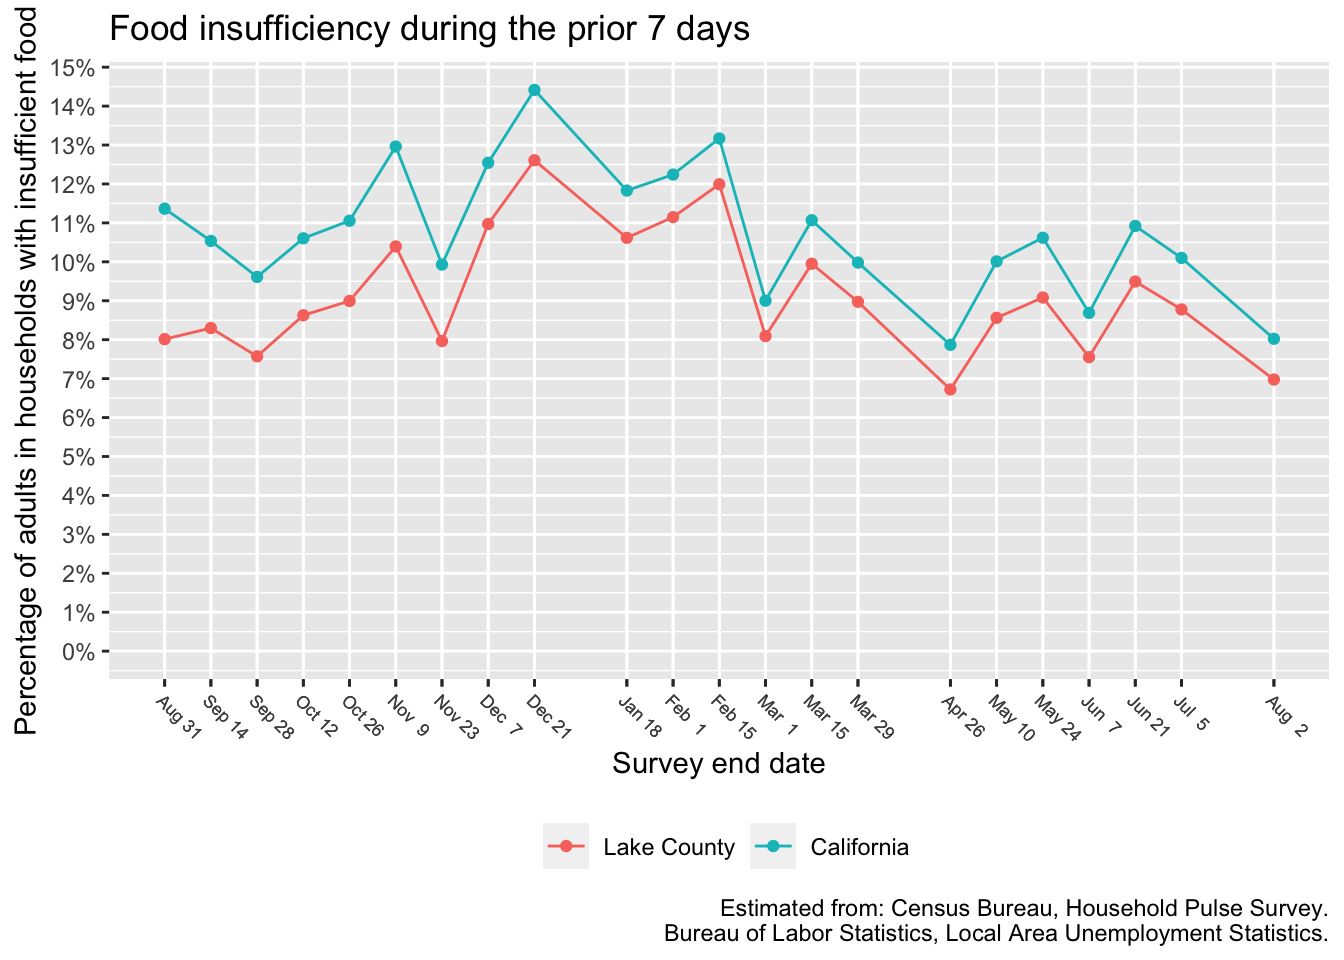 Food insufficiency during the prior 7 days
Percentage of adults in households with insufficient food
15%
14%
13%
12%
11%
10%
9%
8%
7%
6%
5%
4%
3%
2%
1%
0%
Aug 31
Sep 14
Sep 28
Oct 12
Oct 26
Nov 9
Nov 23
Dec 7
Dec 21
Jan 18
Feb 1
Feb 15
Mar 1
Mar 15
Mar 29
Apr 26
May 10
May 24
Jun 7
Jun 21
Jul 5
Aug 2
Survey end date
Lake County
California
Estimated from: Census Bureau, Household Pulse Survey.
Bureau of Labor Statistics, Local Area Unemployment Statistics.